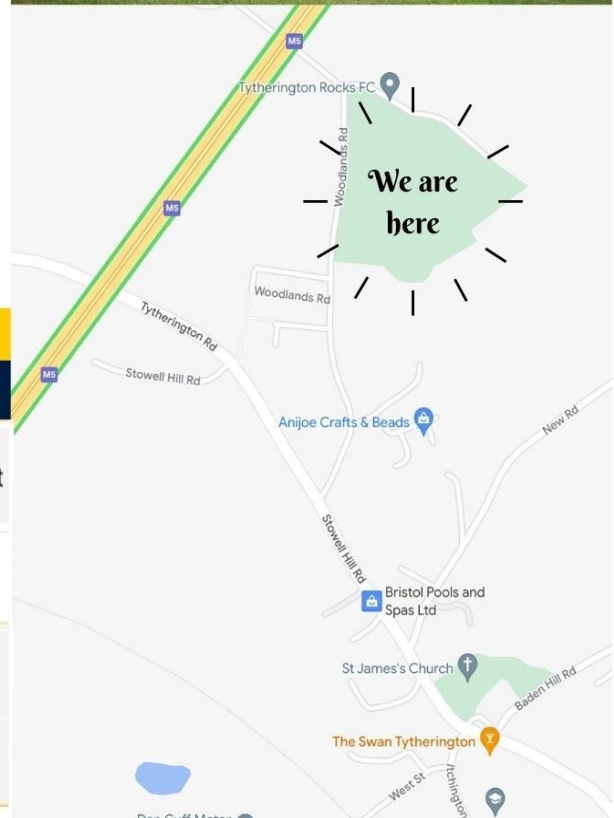 M5
Tytherington Rocks FC
Woodlands Rd
We are
here
M5
Woodlands Rd
Tytherington Rd
M5
Stowell Hill Rd
Anijoe Crafts & Beads
New Rd
Stowell Hill Rd
Bristol Pools and
Spas Ltd
St James's Church
Baden Hill Rd
The Swan Tytherington
West St
Itchington